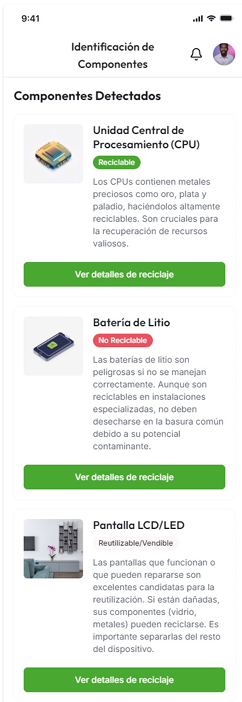 9:41
Identificación de
Componentes
Componentes Detectados
Unidad Central de
Procesamiento (CPU)
Reciclable
Los CPUs contienen metales
preciosos como oro, plata y
paladio, haciéndolos altamente
reciclables. Son cruciales para
la recuperación de recursos
valiosos.
Ver detalles de reciclaje
Batería de Litio
No Reciclable
Las baterías de litio son
peligrosas si no se manejan
correctamente. Aunque son
reciclables en instalaciones
especializadas, no deben
desecharse en la basura común
debido a su potencial
contaminante.
Ver detalles de reciclaje
Pantalla LCD/LED
Reutilizable/Vendible
Las pantallas que funcionan o
que pueden repararse son
excelentes candidatas para la
reutilización. Si están dañadas,
sus componentes (vidrio,
metales) pueden reciclarse. Es
importante separarlas del resto
del dispositivo.
Ver detalles de reciclaje